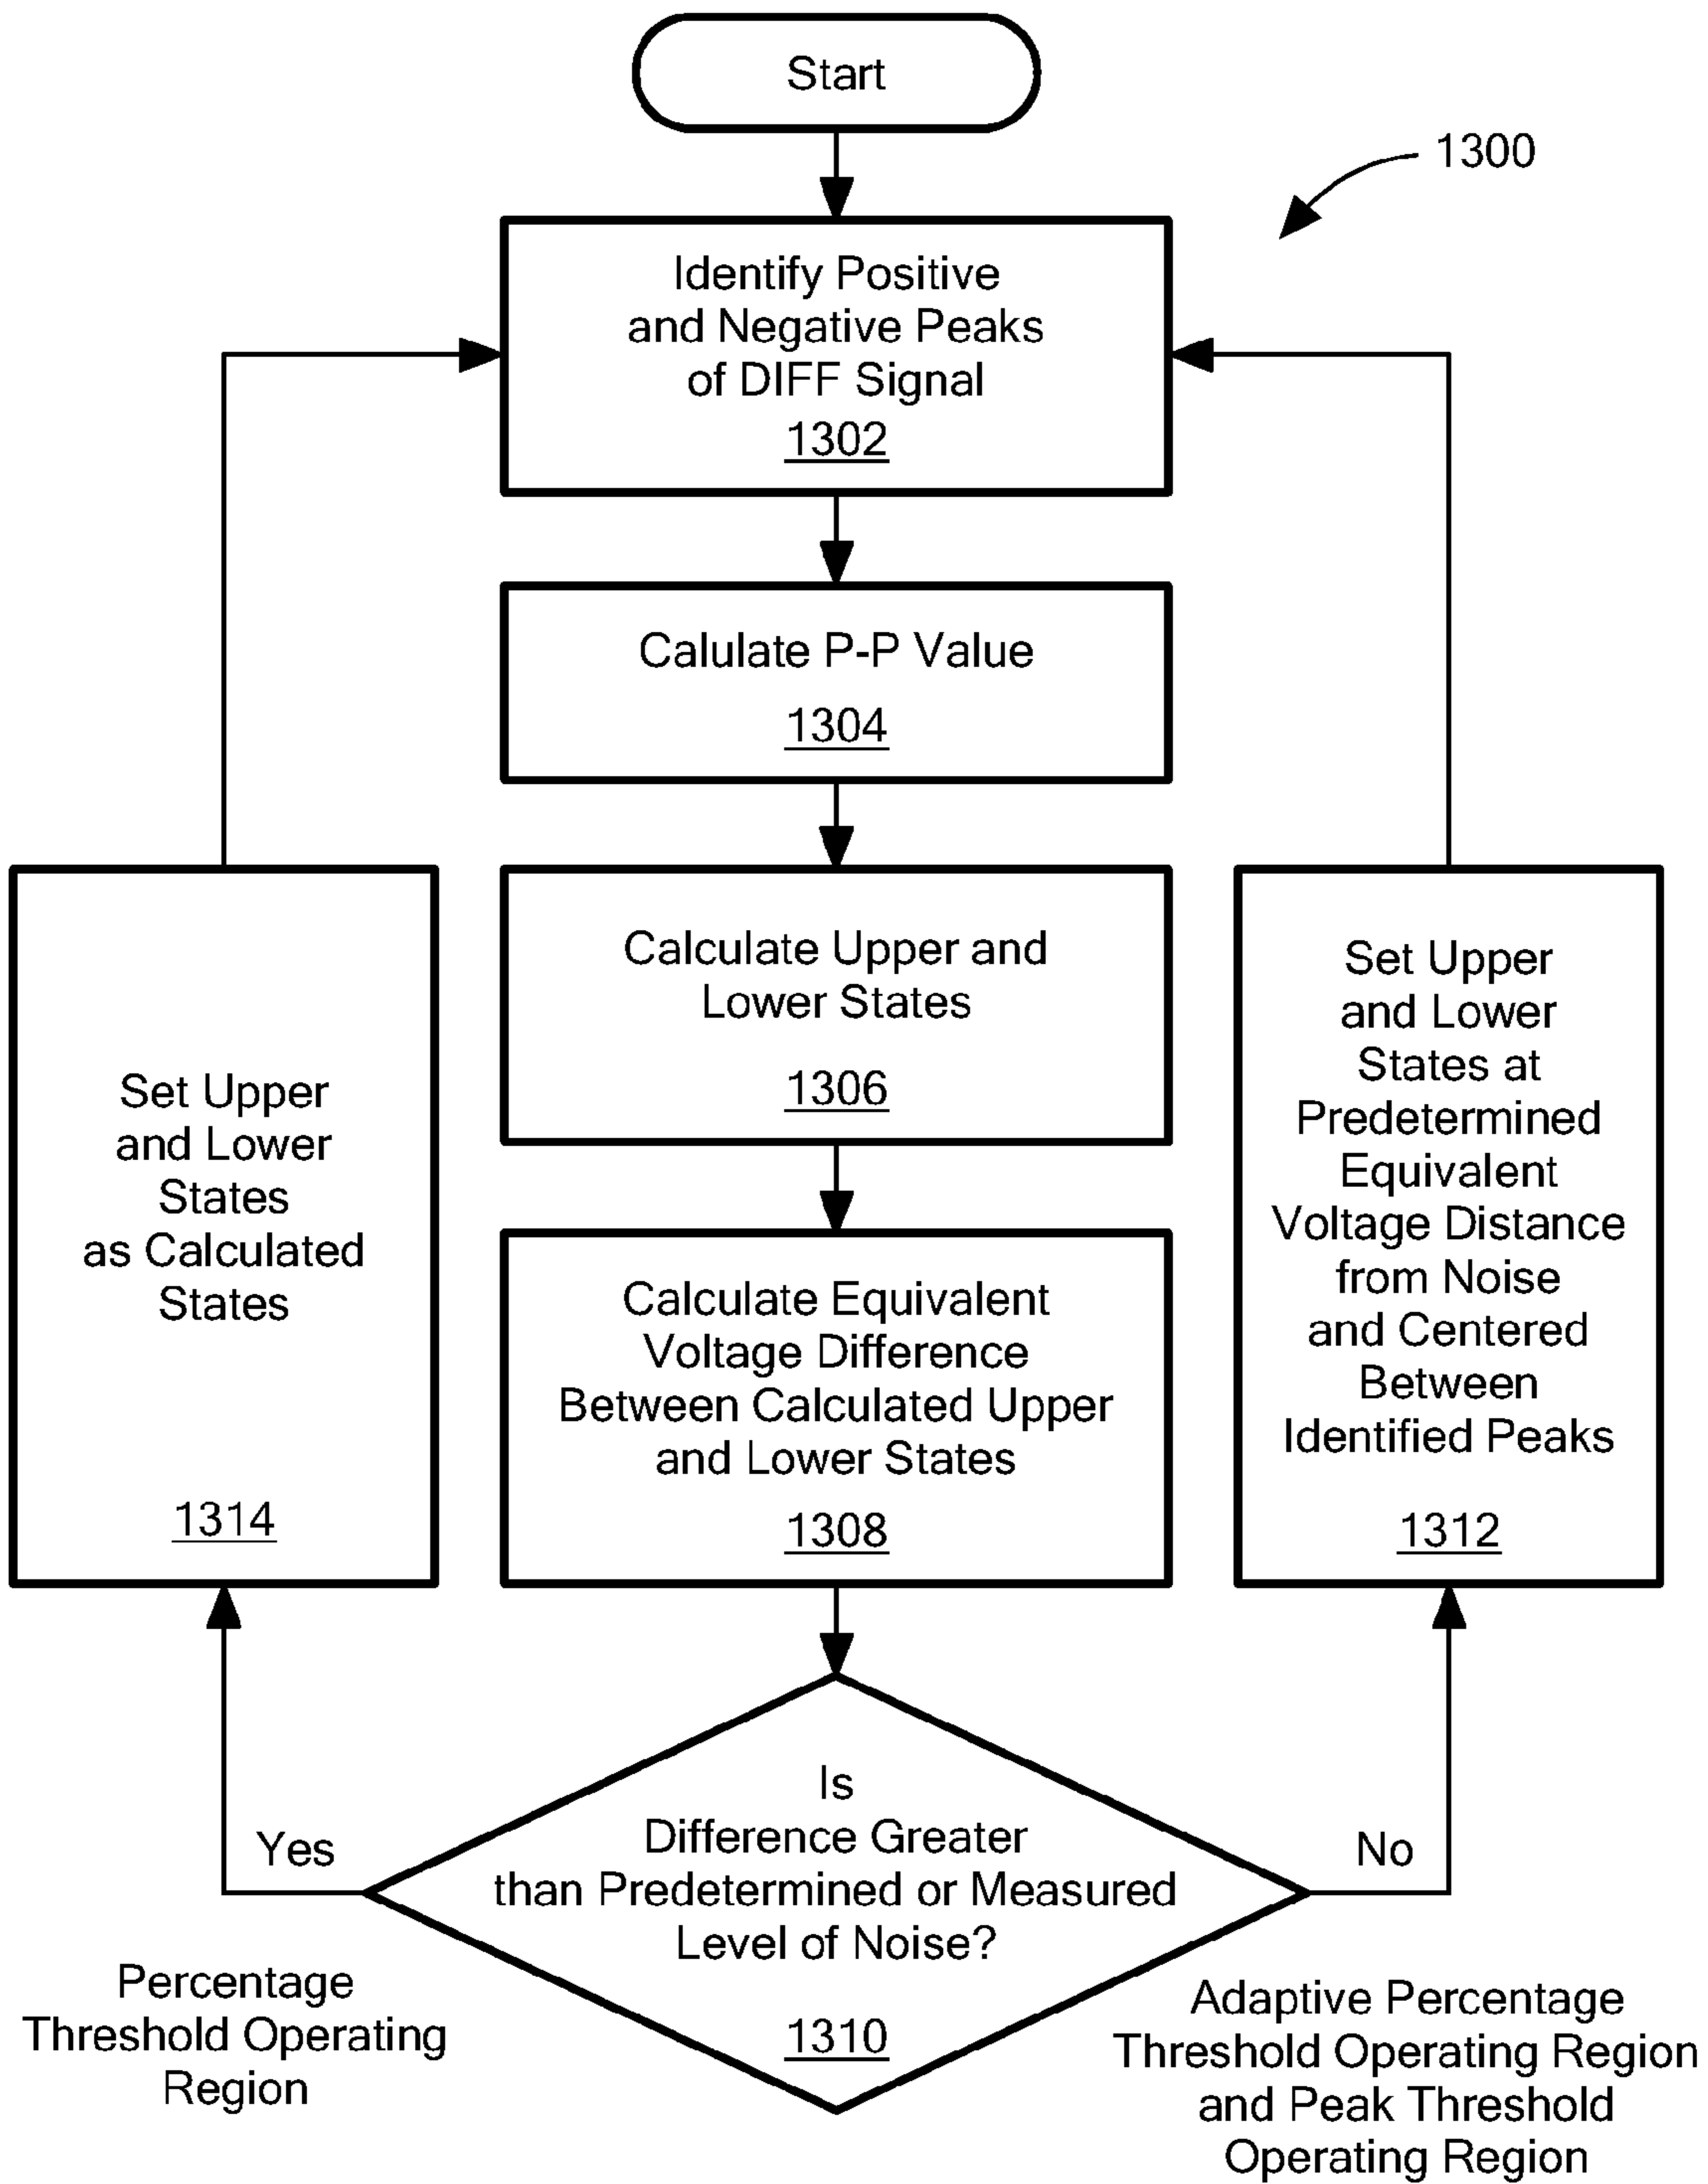 Start
1300
Identify Positive
and Negative Peaks
of DIFF Signal
1302
Calulate P-P Value
1304
Calculate Upper and
Lower States
1306
Calculate Equivalent
Voltage Difference
Between Calculated Upper
and Lower States
1308
Set Upper
and Lower
States
as Calculated
States
1314
Set Upper
and Lower
States at
Predetermined
Equivalent
Voltage Distance
from Noise
and Centered
Between
Identified Peaks
1312
Is
Difference Greater
than Predetermined or Measured
Level of Noise?
1310
Yes
No
Percentage
Threshold Operating
Region
Adaptive Percentage
Threshold Operating Region
and Peak Threshold
Operating Region